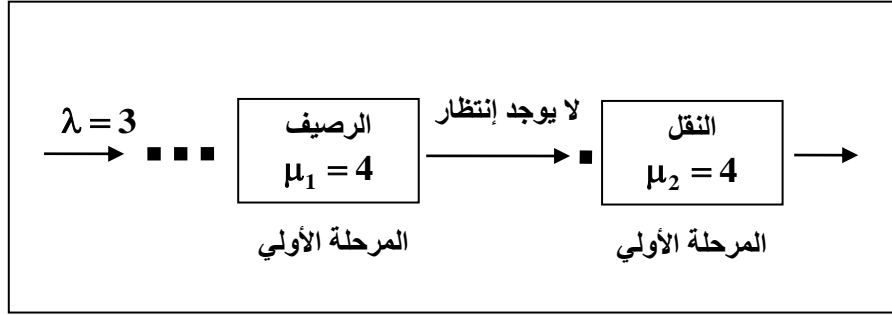 λ = 3
الرصيف
μ₁ = 4
لا يوجد إنتظار
النقل
μ₂ = 4
المرحلة الأولي
المرحلة الأولي